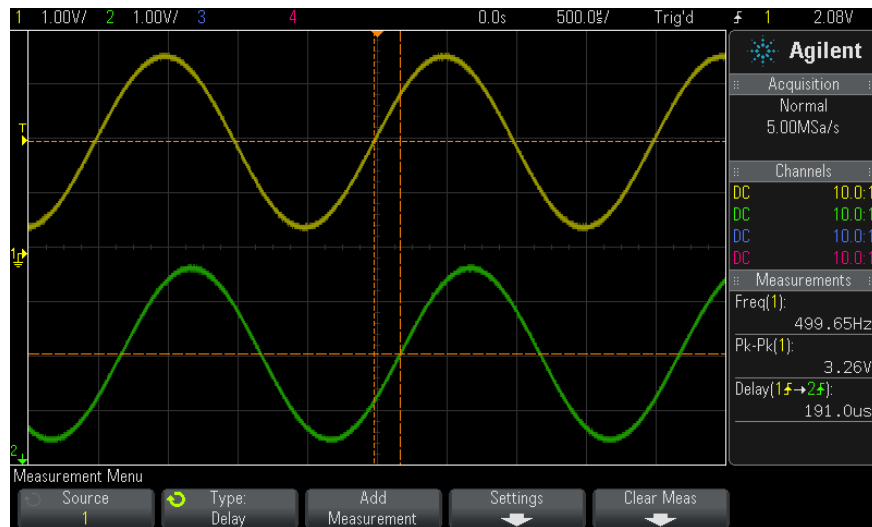 1 1.00V/ 2 1.00V/ 3 4 0.0s 500.0us/ Trig'd 1 2.08V
Agilent
Acquisition
Normal
5.00MSa/s
Channels
DC 10.0:1
DC 10.0:1
DC 10.0:1
DC 10.0:1
Measurements
Freq(1):
499.65Hz
Pk-Pk(1):
3.26V
Delay(1→2):
191.0us
T
1
2
Measurement Menu
Source
1
Type:
Delay
Add
Measurement
Settings
Clear Meas